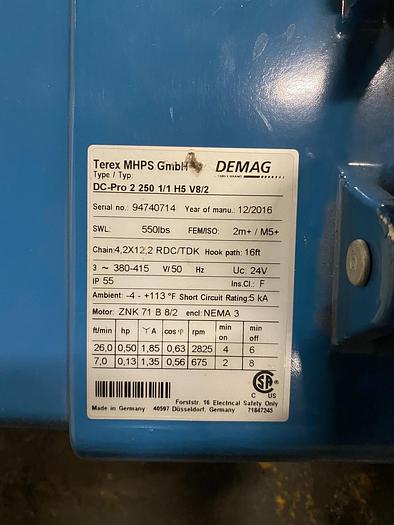 Terex MHPS GmbH DEMAG
Type / Typ:
DC-Pro 2 250 1/1 H5 V8/2
Serial no.: 94740714 Year of manu.: 12/2016
SWL: 550lbs FEM/ISO: 2m+ / M5+
Chain:4,2X12,2 RDC/TDK Hook path: 16ft
3 ~ 380-415 V/50 Hz Uc: 24V
IP 55 Ins.Cl.: F
Ambient: -4 - +113 °F Short Circuit Rating:5 kA
Motor: ZNK 71 B 8/2 encl: NEMA 3
ft/min hp Y A cos φ rpm min on min off
26,0 0,50 1,85 0,63 2825 4 6
7,0 0,13 1,35 0,56 675 2 8
CSA
C US
Forststr. 16 Electrical Safety Only
Made in Germany 40597 Düsseldorf, Germany 71847245